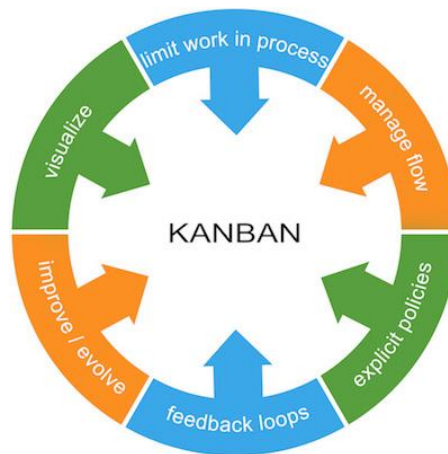 limit work in process
manage flow
visualize
KANBAN
improve / evolve
explicit policies
feedback loops